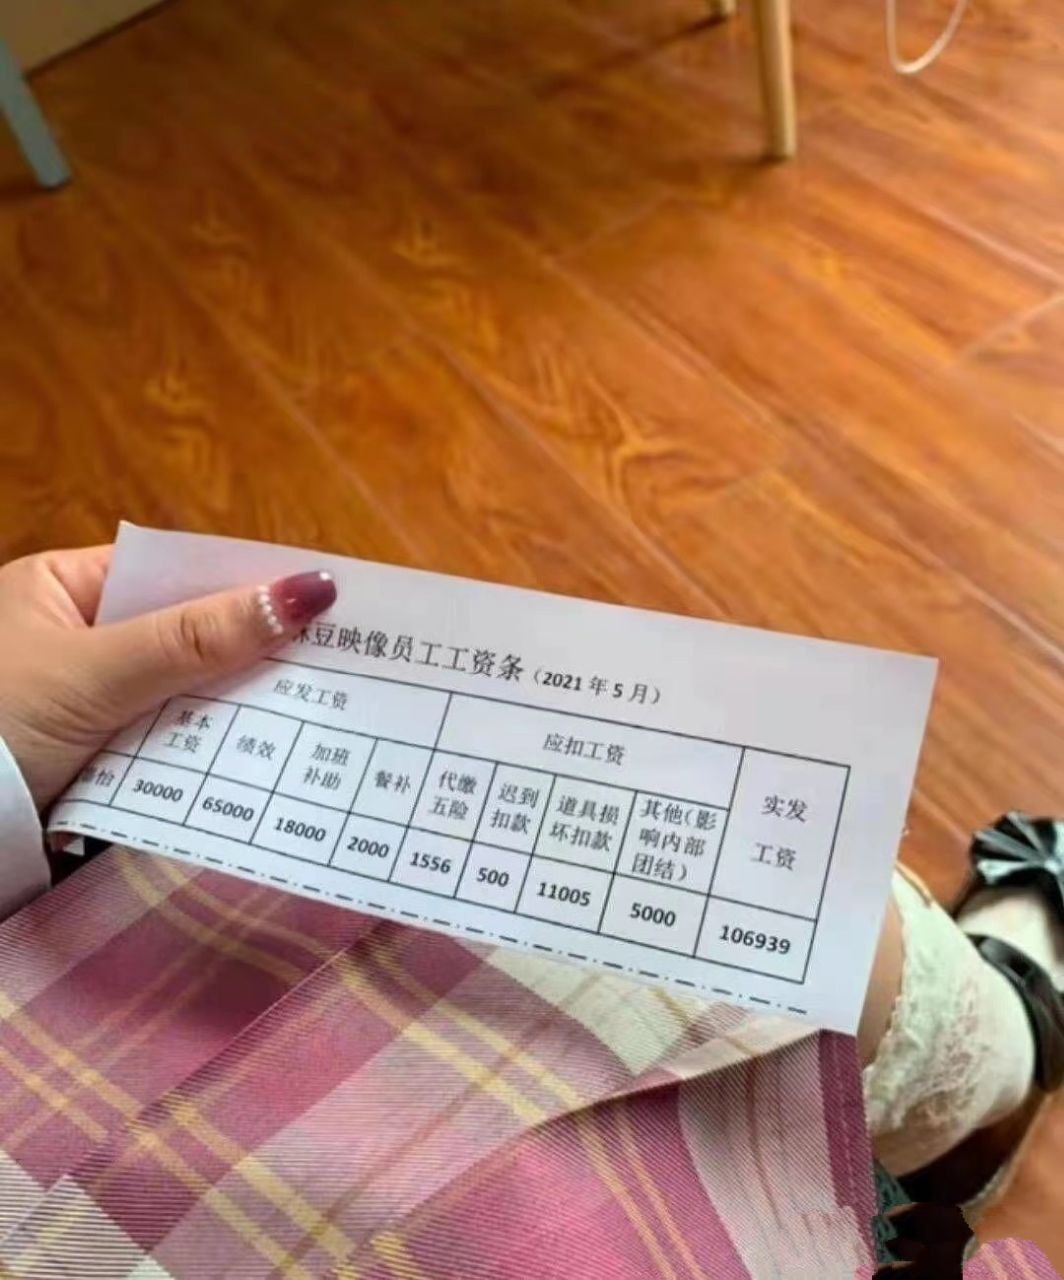 豆映像员工工资条（2021 年 5 月）
应发工资 应扣工资 实发工资
基本工资 绩效 加班补助 餐补 代缴五险 迟到扣款 道具损坏扣款 其他（影响内部团结）
怡 30000 65000 18000 2000 1556 500 11005 5000 106939